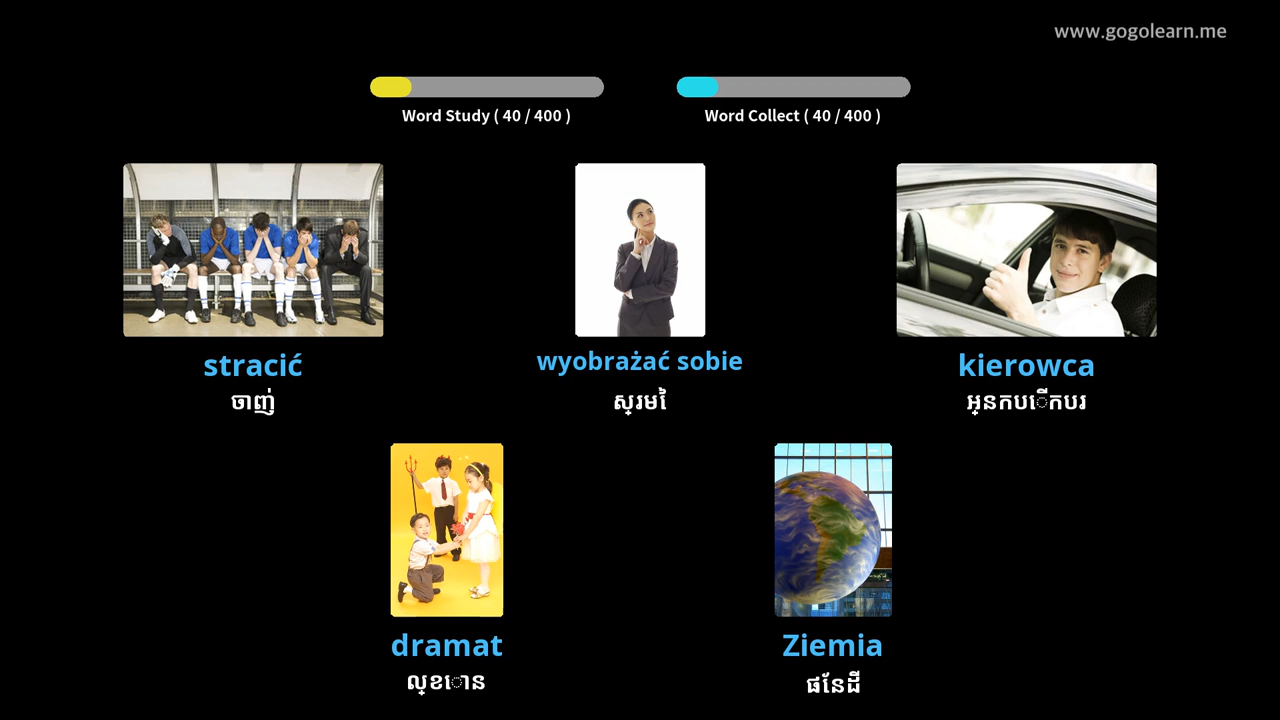 www.gogolearn.me
Word Study ( 40 / 400 )
Word Collect ( 40 / 400 )
stracić
wyobrażać sobie
kierowca
ចាញ់
ស្រមៃ
អ្នកបើកបរ
dramat
Ziemia
ល្ខោន
ផែនដី